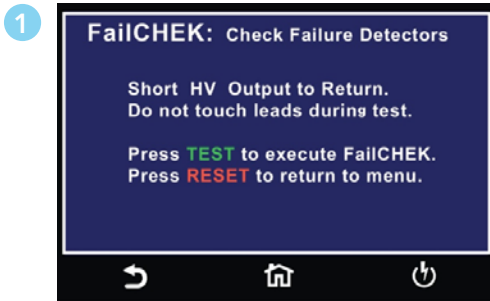 1
FailCHEK: Check Failure Detectors
Short HV Output to Return.
Do not touch leads during test.
Press TEST to execute FailCHEK.
Press RESET to return to menu.